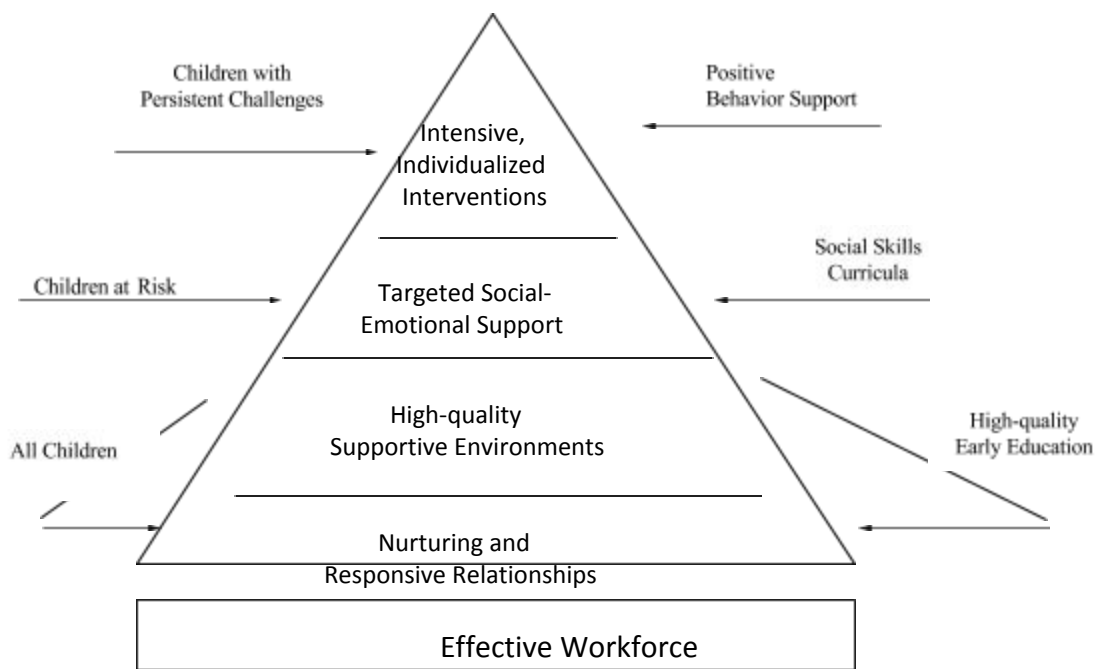 Children with
Persistent Challenges
Positive
Behavior Support
Intensive,
Individualized
Interventions
Children at Risk
Social Skills
Curricula
Targeted Social-
Emotional Support
All Children
High-quality
Supportive Environments
High-quality
Early Education
Nurturing and
Responsive Relationships
Effective Workforce